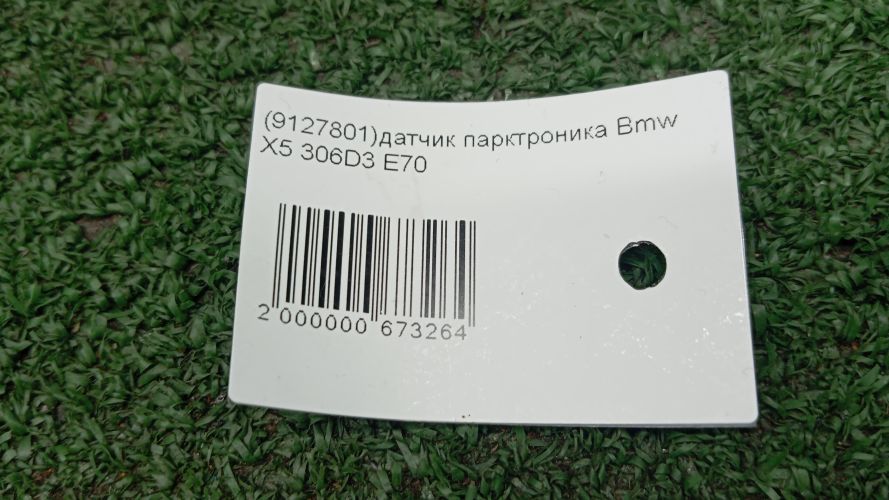 (9127801)датчик парктроника Bmw
X5 306D3 E70
2 000000 673264